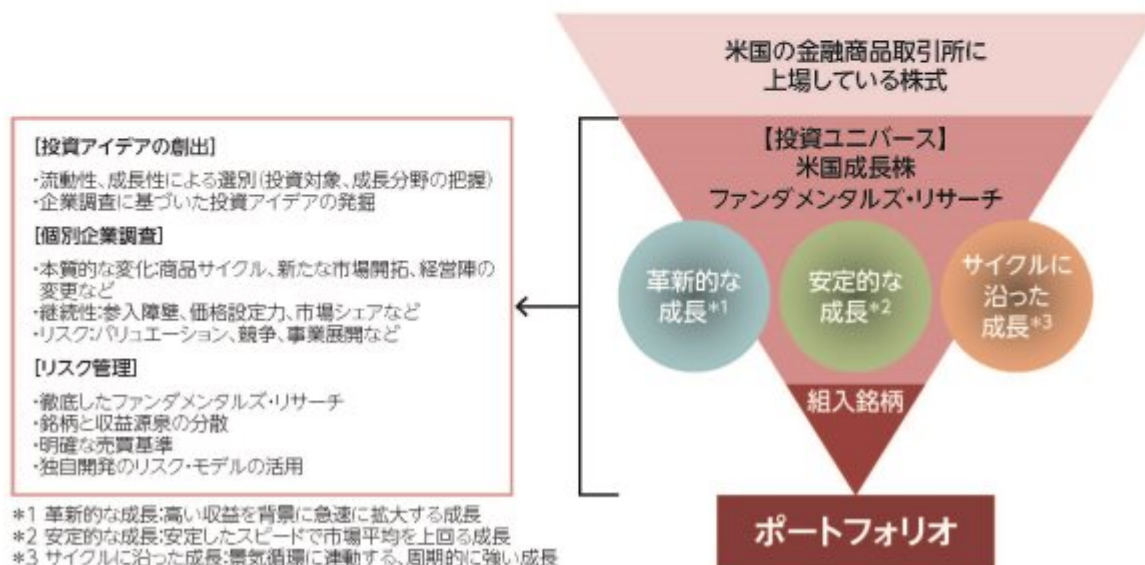 米国の金融商品取引所に
上場している株式
【投資ユニバース】
米国成長株
ファンダメンタルズ・リサーチ
革新的な
成長*1
安定的な
成長*2
サイクルに
沿った
成長*3
組入銘柄
ポートフォリオ
[投資アイデアの創出]
・流動性、成長性による選別(投資対象、成長分野の把握)
・企業調査に基づいた投資アイデアの発掘
[個別企業調査]
・本質的な変化:商品サイクル、新たな市場開拓、経営陣の
変更など
・継続性:参入障壁、価格設定力、市場シェアなど
・リスク:バリュエーション、競争、事業展開など
[リスク管理]
・徹底したファンダメンタルズ・リサーチ
・銘柄と収益源泉の分散
・明確な売買基準
・独自開発のリスク・モデルの活用
*1 革新的な成長:高い収益を背景に急速に拡大する成長
*2 安定的な成長:安定したスピードで市場平均を上回る成長
*3 サイクルに沿った成長:景気循環に連動する、周期的に強い成長